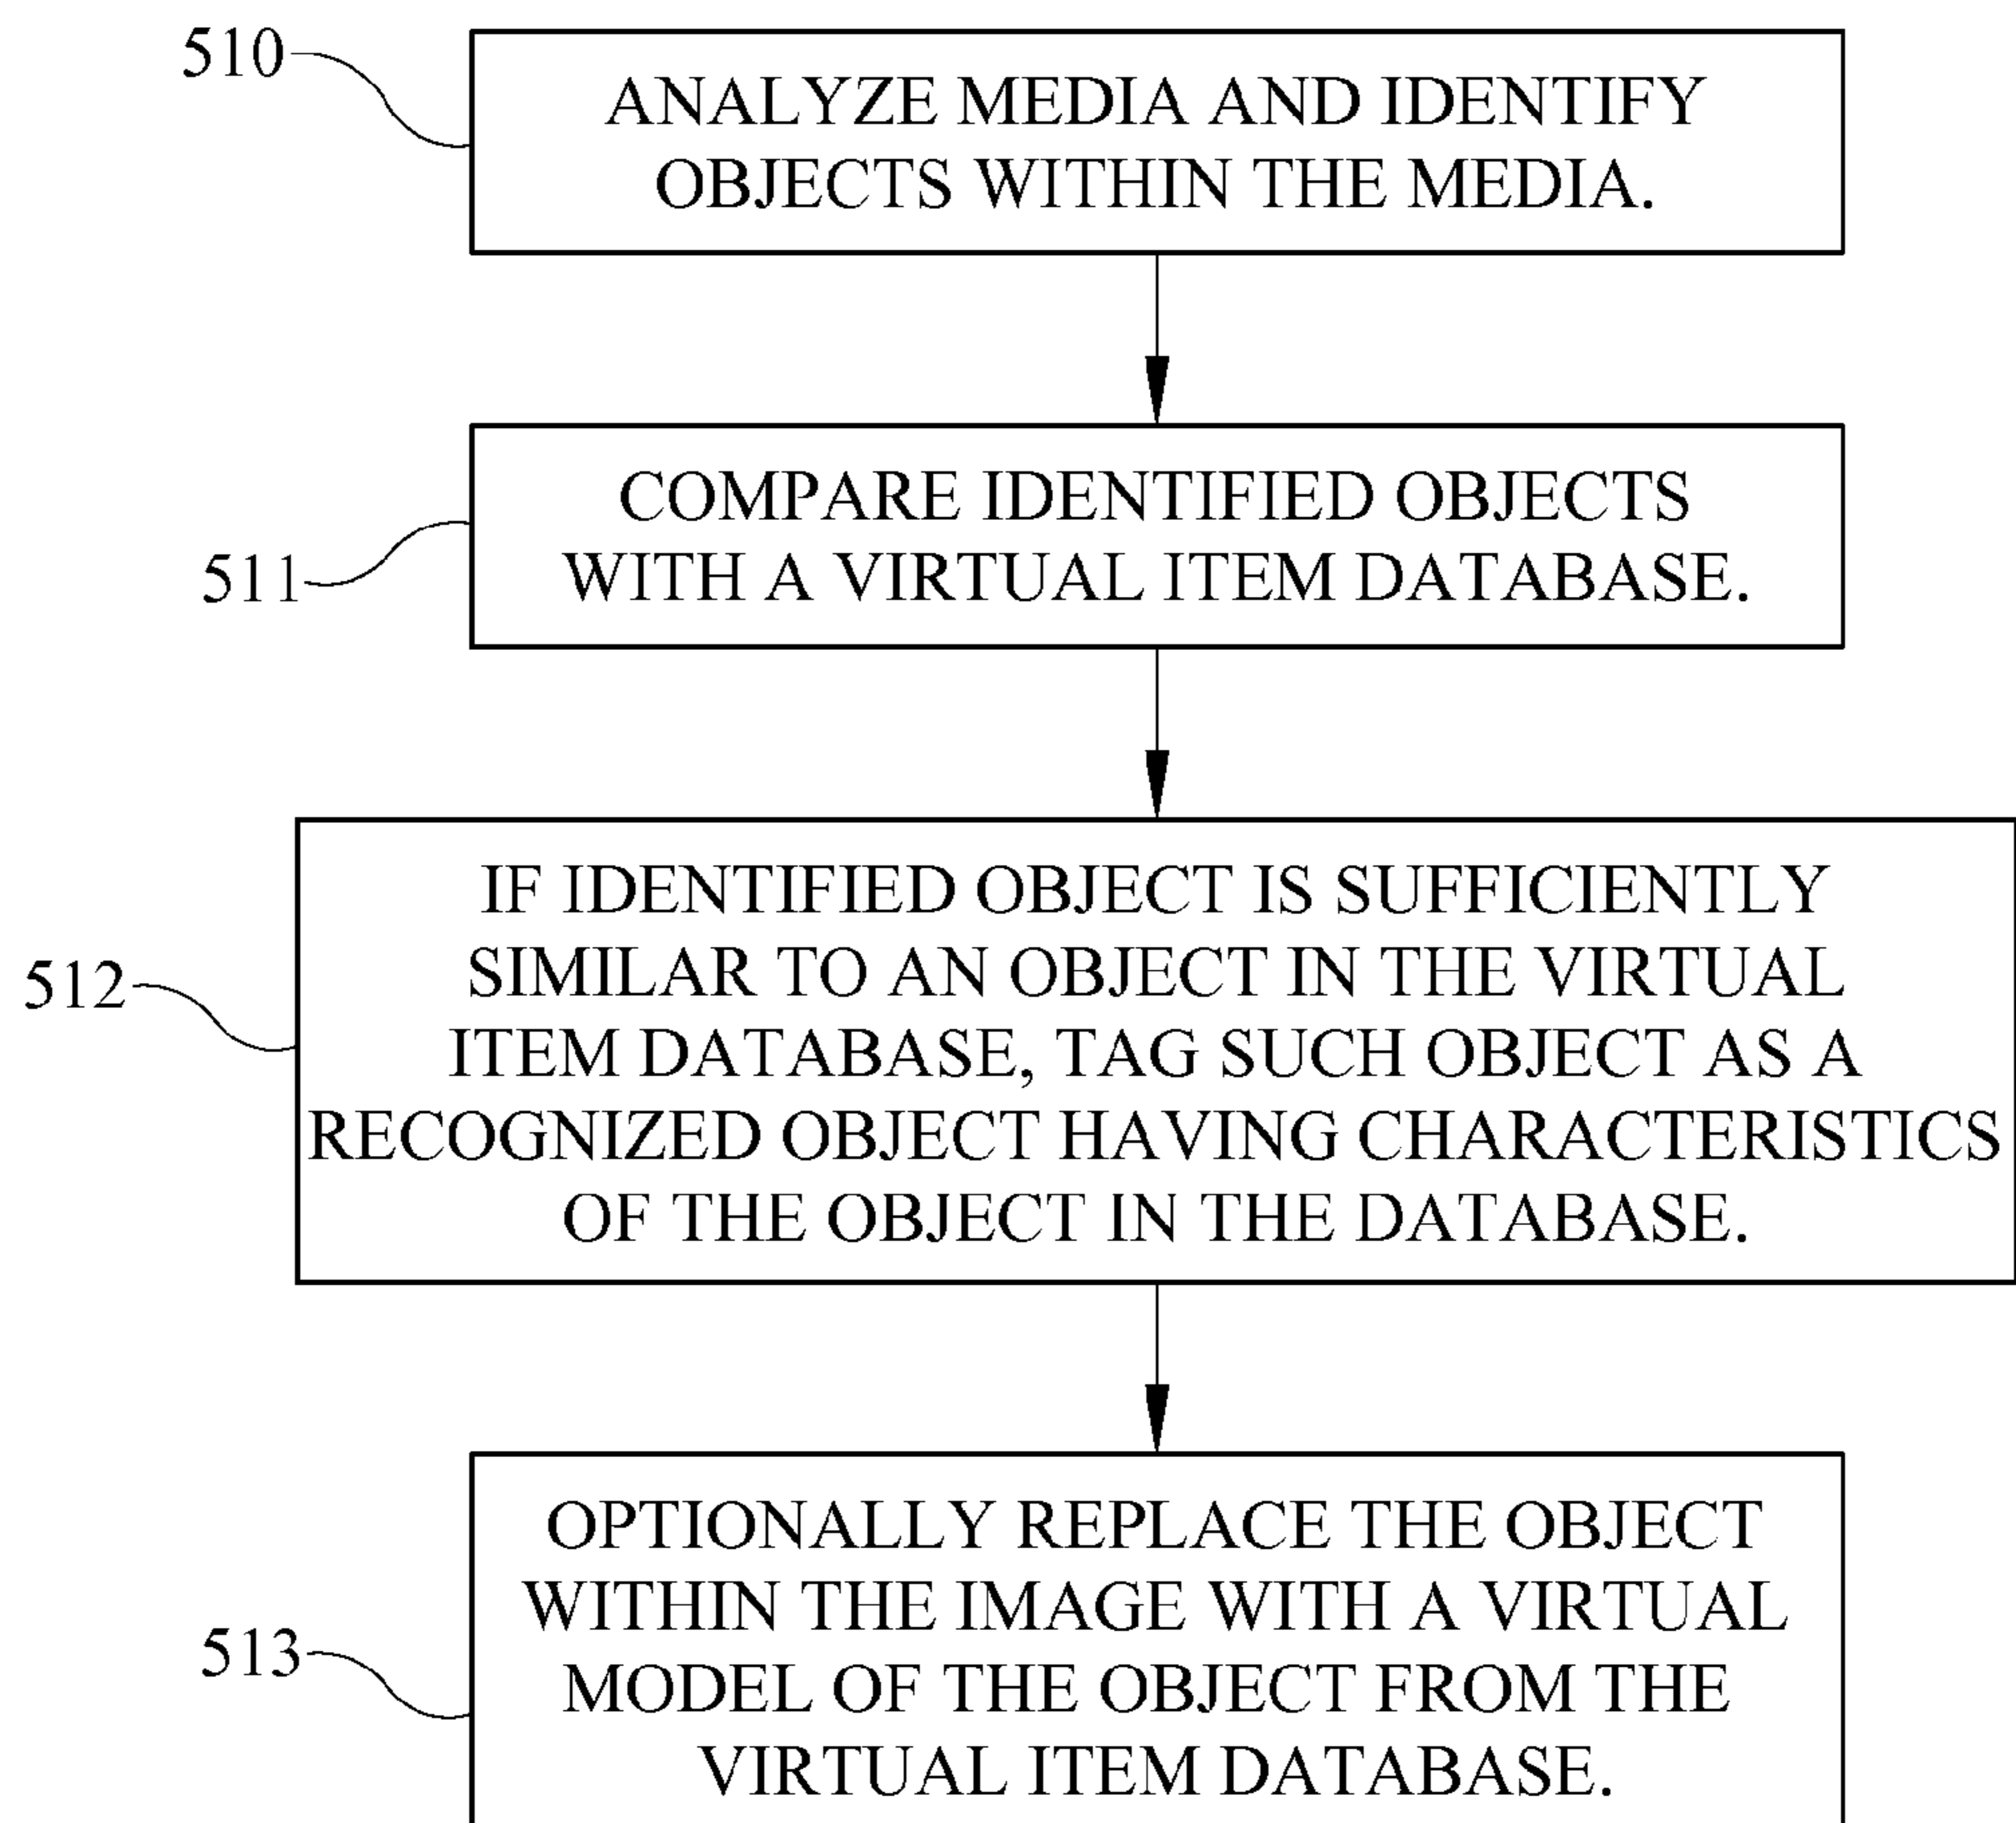 510
ANALYZE MEDIA AND IDENTIFY
OBJECTS WITHIN THE MEDIA.
511
COMPARE IDENTIFIED OBJECTS
WITH A VIRTUAL ITEM DATABASE.
512
IF IDENTIFIED OBJECT IS SUFFICIENTLY
SIMILAR TO AN OBJECT IN THE VIRTUAL
ITEM DATABASE, TAG SUCH OBJECT AS A
RECOGNIZED OBJECT HAVING CHARACTERISTICS
OF THE OBJECT IN THE DATABASE.
513
OPTIONALLY REPLACE THE OBJECT
WITHIN THE IMAGE WITH A VIRTUAL
MODEL OF THE OBJECT FROM THE
VIRTUAL ITEM DATABASE.